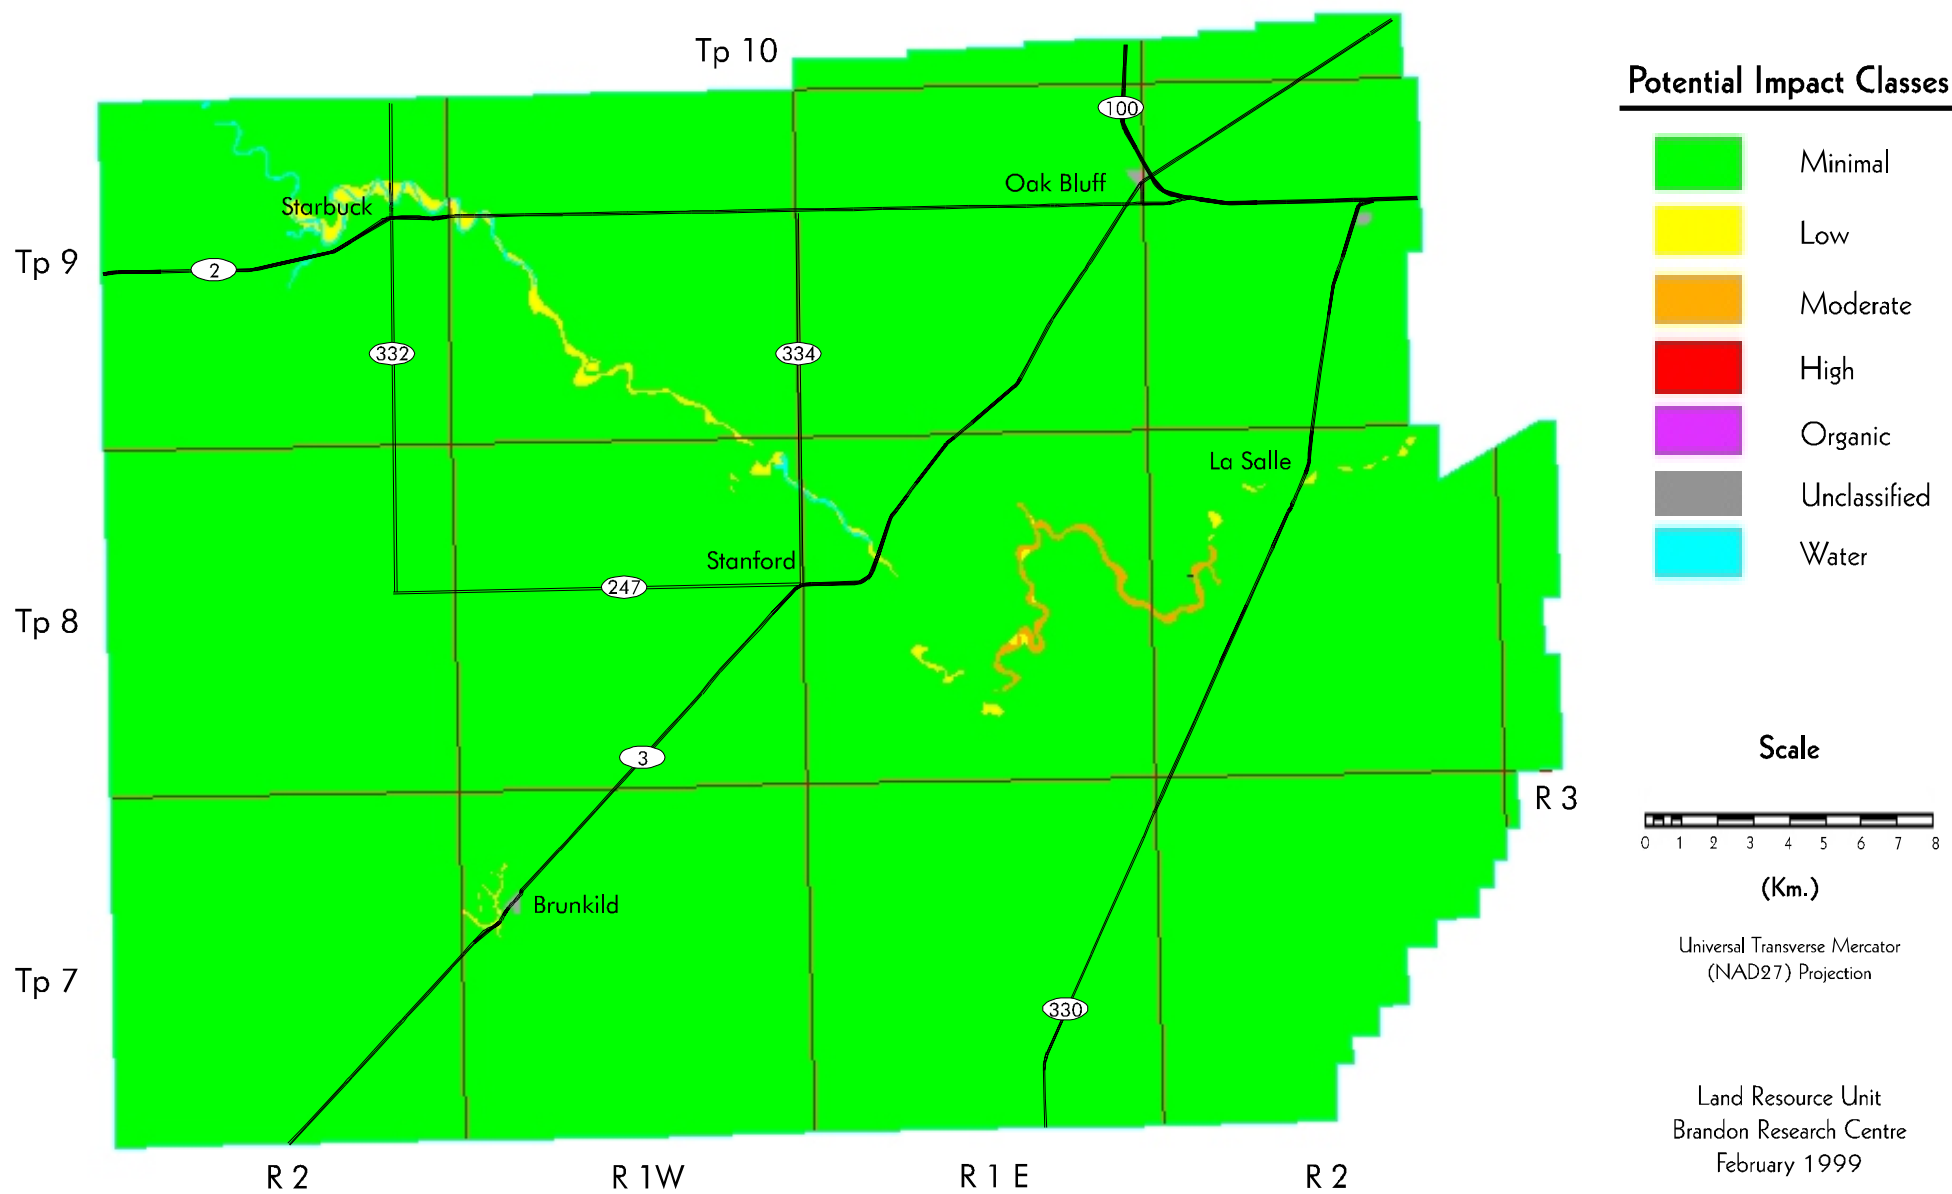 Tp 10
Potential Impact Classes
100
Minimal
Oak Bluff
Starbuck
Low
Tp 9
2
Moderate
332
334
High
Organic
La Salle
Unclassified
Water
Stanford
247
Tp 8
3
Scale
R 3
0 1 2 3 4 5 6 7 8
(Km.)
Brunkild
Universal Transverse Mercator
(NAD27) Projection
Tp 7
330
Land Resource Unit
Brandon Research Centre
February 1999
R 2
R 1W
R 1 E
R 2